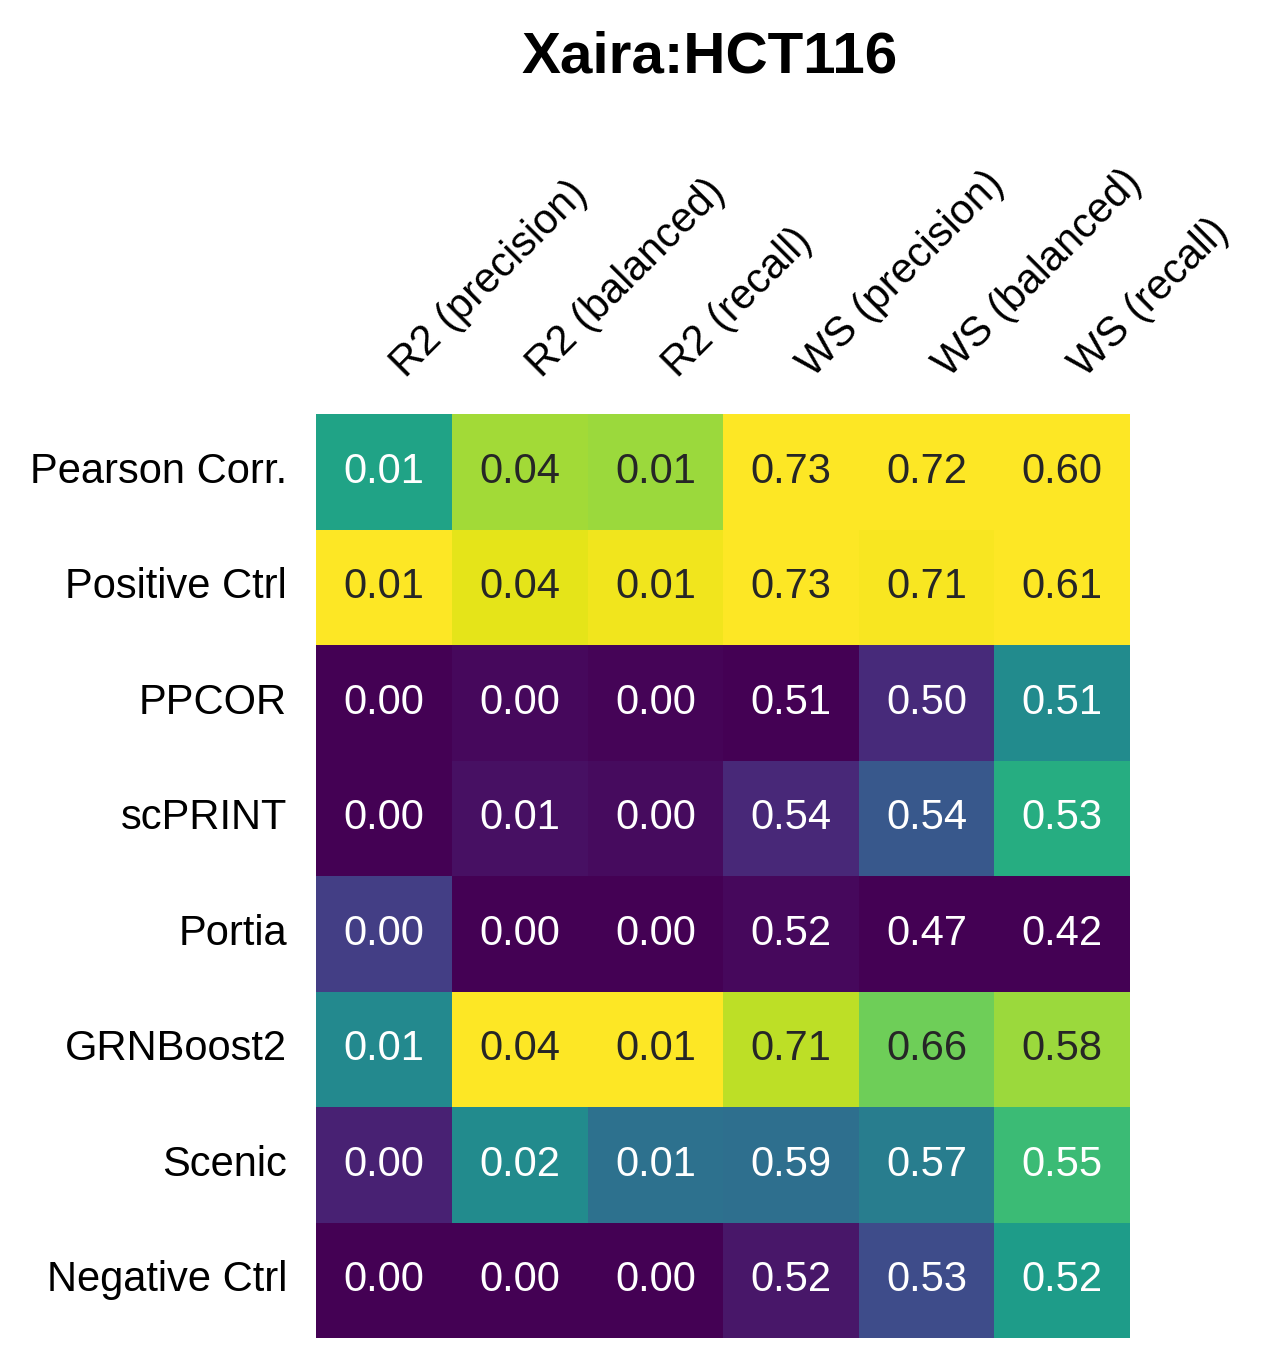 Xaira:HCT116
R2 (precision)
R2 (balanced)
R2 (recall)
WS (precision)
WS (balanced)
WS (recall)
Pearson Corr. 0.01 0.04 0.01 0.73 0.72 0.60
Positive Ctrl 0.01 0.04 0.01 0.73 0.71 0.61
PPCOR 0.00 0.00 0.00 0.51 0.50 0.51
scPRINT 0.00 0.01 0.00 0.54 0.54 0.53
Portia 0.00 0.00 0.00 0.52 0.47 0.42
GRNBoost2 0.01 0.04 0.01 0.71 0.66 0.58
Scenic 0.00 0.02 0.01 0.59 0.57 0.55
Negative Ctrl 0.00 0.00 0.00 0.52 0.53 0.52